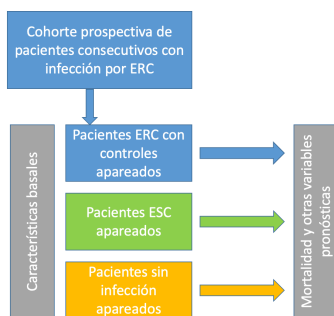 Cohorte prospectiva de
pacientes consecutivos con
infección por ERC
Características basales
Pacientes ERC con
controles
apareados
Pacientes ESC
apareados
Pacientes sin
infección apareados
Mortalidad y otras variables
pronósticas